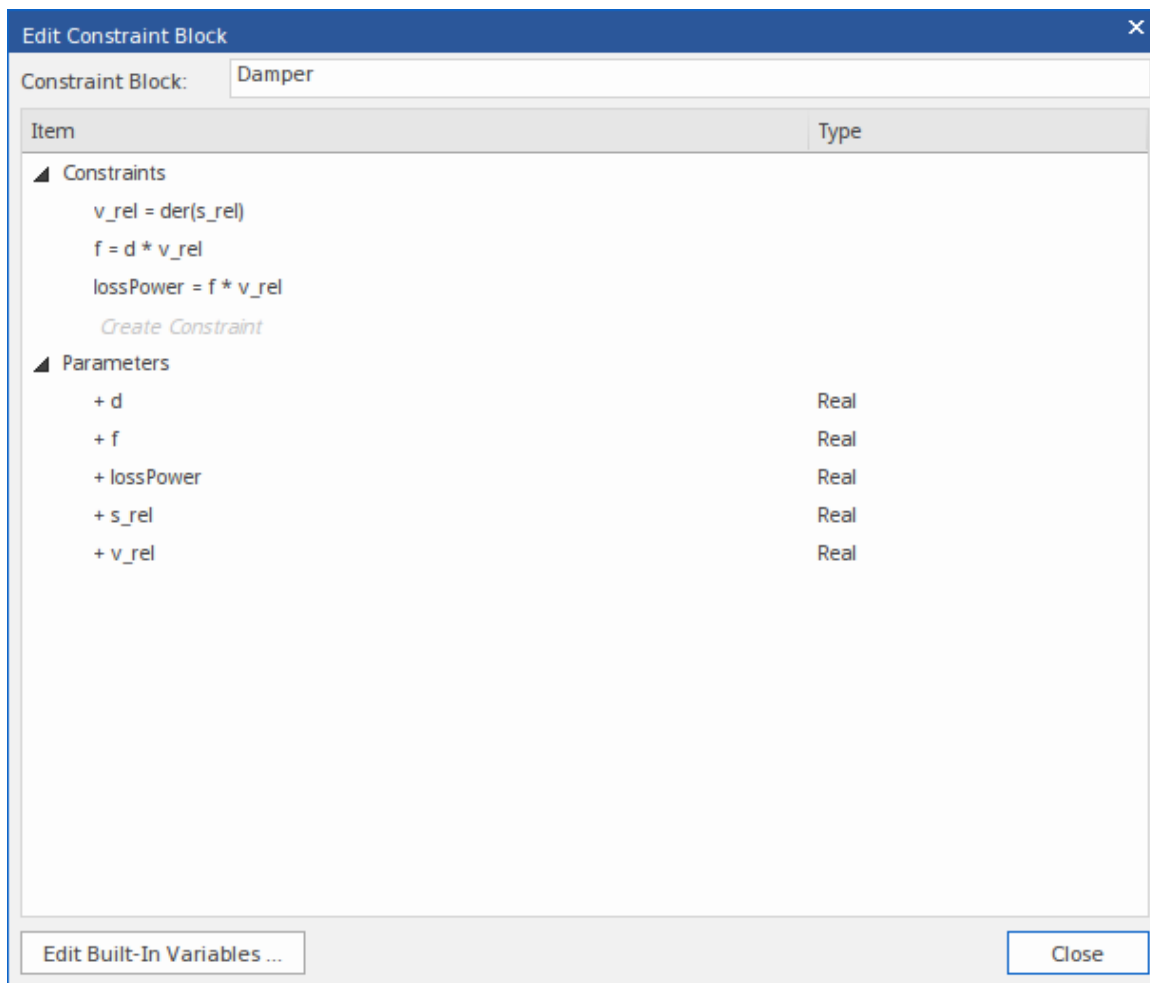 Edit Constraint Block
Constraint Block: Damper
Item Type
Constraints
v_rel = der(s_rel)
f = d * v_rel
lossPower = f * v_rel
Create Constraint
Parameters
+ d Real
+ f Real
+ lossPower Real
+ s_rel Real
+ v_rel Real
Edit Built-In Variables ... Close